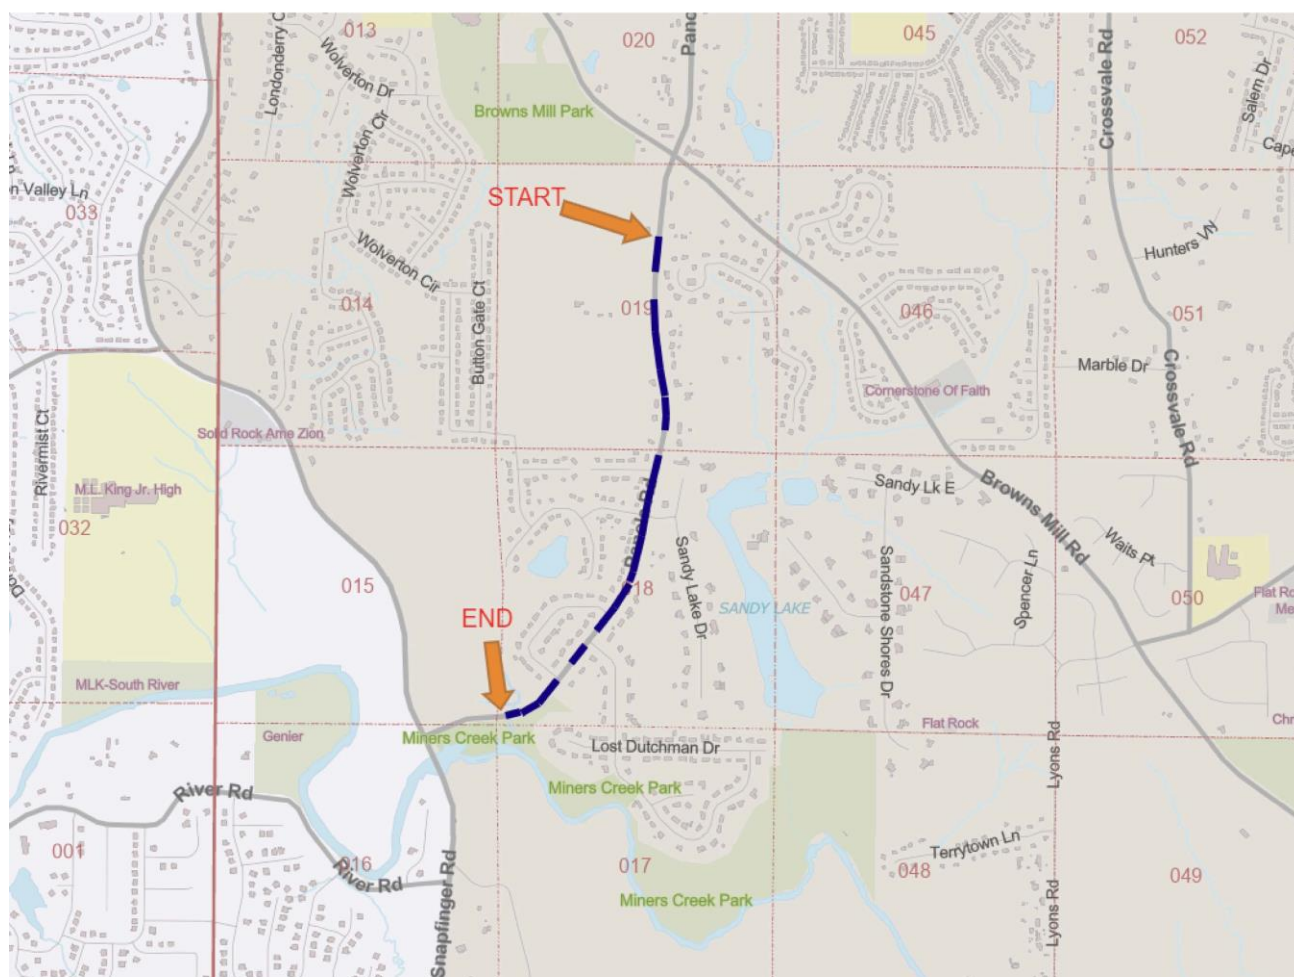 013
020
045
052
Londonderry C
Wolverton Dr
Pano
Crossvale Rd
Salem Dr
Browns Mill Park
Wolverton Cir
Cape
n Valley Ln
033
START
Wolverton Cir
Hunters
014
019
046
051
Button Gate Ct
Marble Dr
Crossvale Rd
Cornerstone Of Faith
Rivermist Ct
Solid Rock Ame Zion
M.L. King Jr. High
Sandy Lk E
Browns Mill Rd
032
Rd
Waits Pt
Sandy Lake Dr
Sandstone Shores Dr
Spencer Ln
015
18
047
050
Flat Ro
Me
SANDY LAKE
END
MLK-South River
Genier
Miners Creek Park
Lost Dutchman Dr
Flat Rock
Chr
Lyons Rd
River Rd
Miners Creek Park
001
016
River Rd
017
Terrytown Ln
048
049
Miners Creek Park
Snapfinger Rd
Lyons Rd